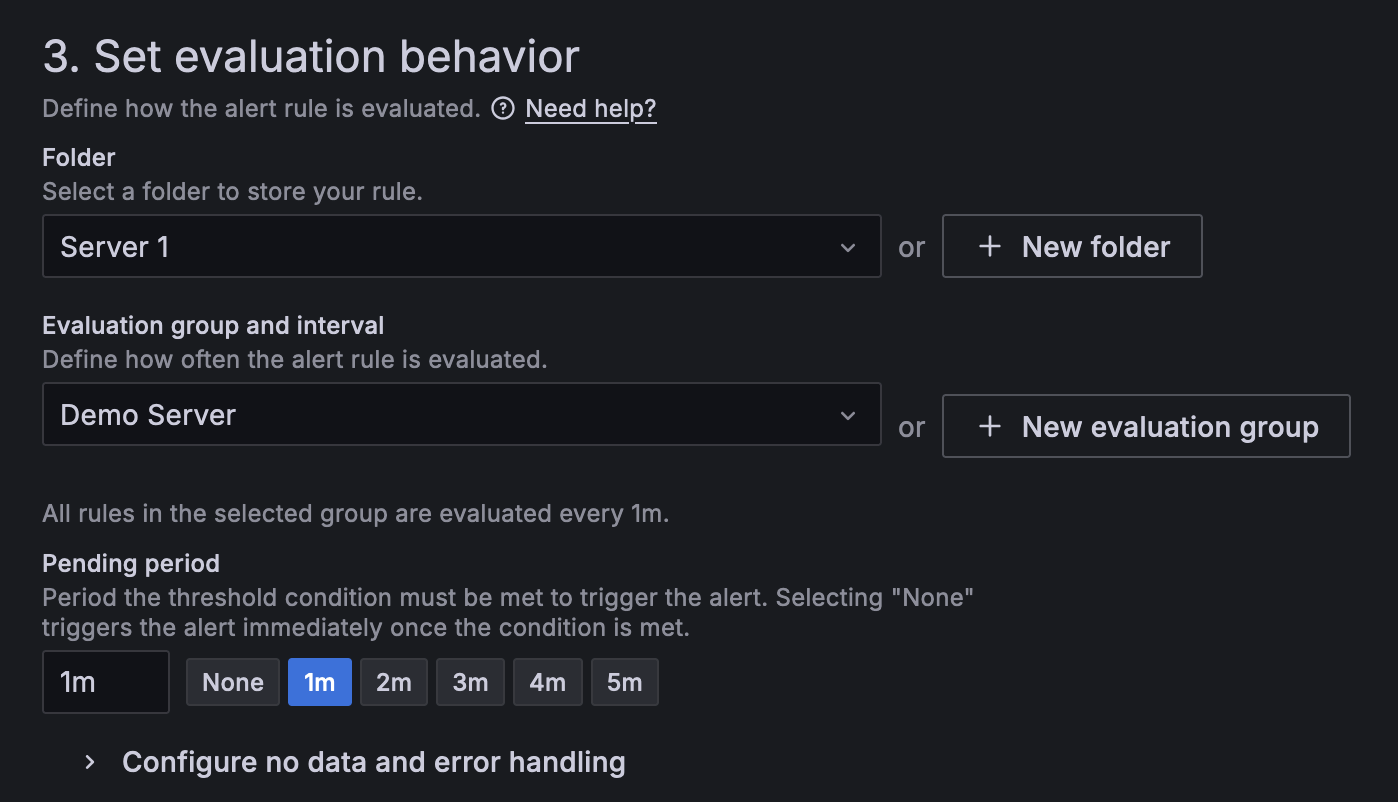 3. Set evaluation behavior
Define how the alert rule is evaluated. Need help?
Folder
Select a folder to store your rule.
Server 1 or + New folder
Evaluation group and interval
Define how often the alert rule is evaluated.
Demo Server or + New evaluation group
All rules in the selected group are evaluated every 1m.
Pending period
Period the threshold condition must be met to trigger the alert. Selecting "None"
triggers the alert immediately once the condition is met.
1m None 1m 2m 3m 4m 5m
Configure no data and error handling